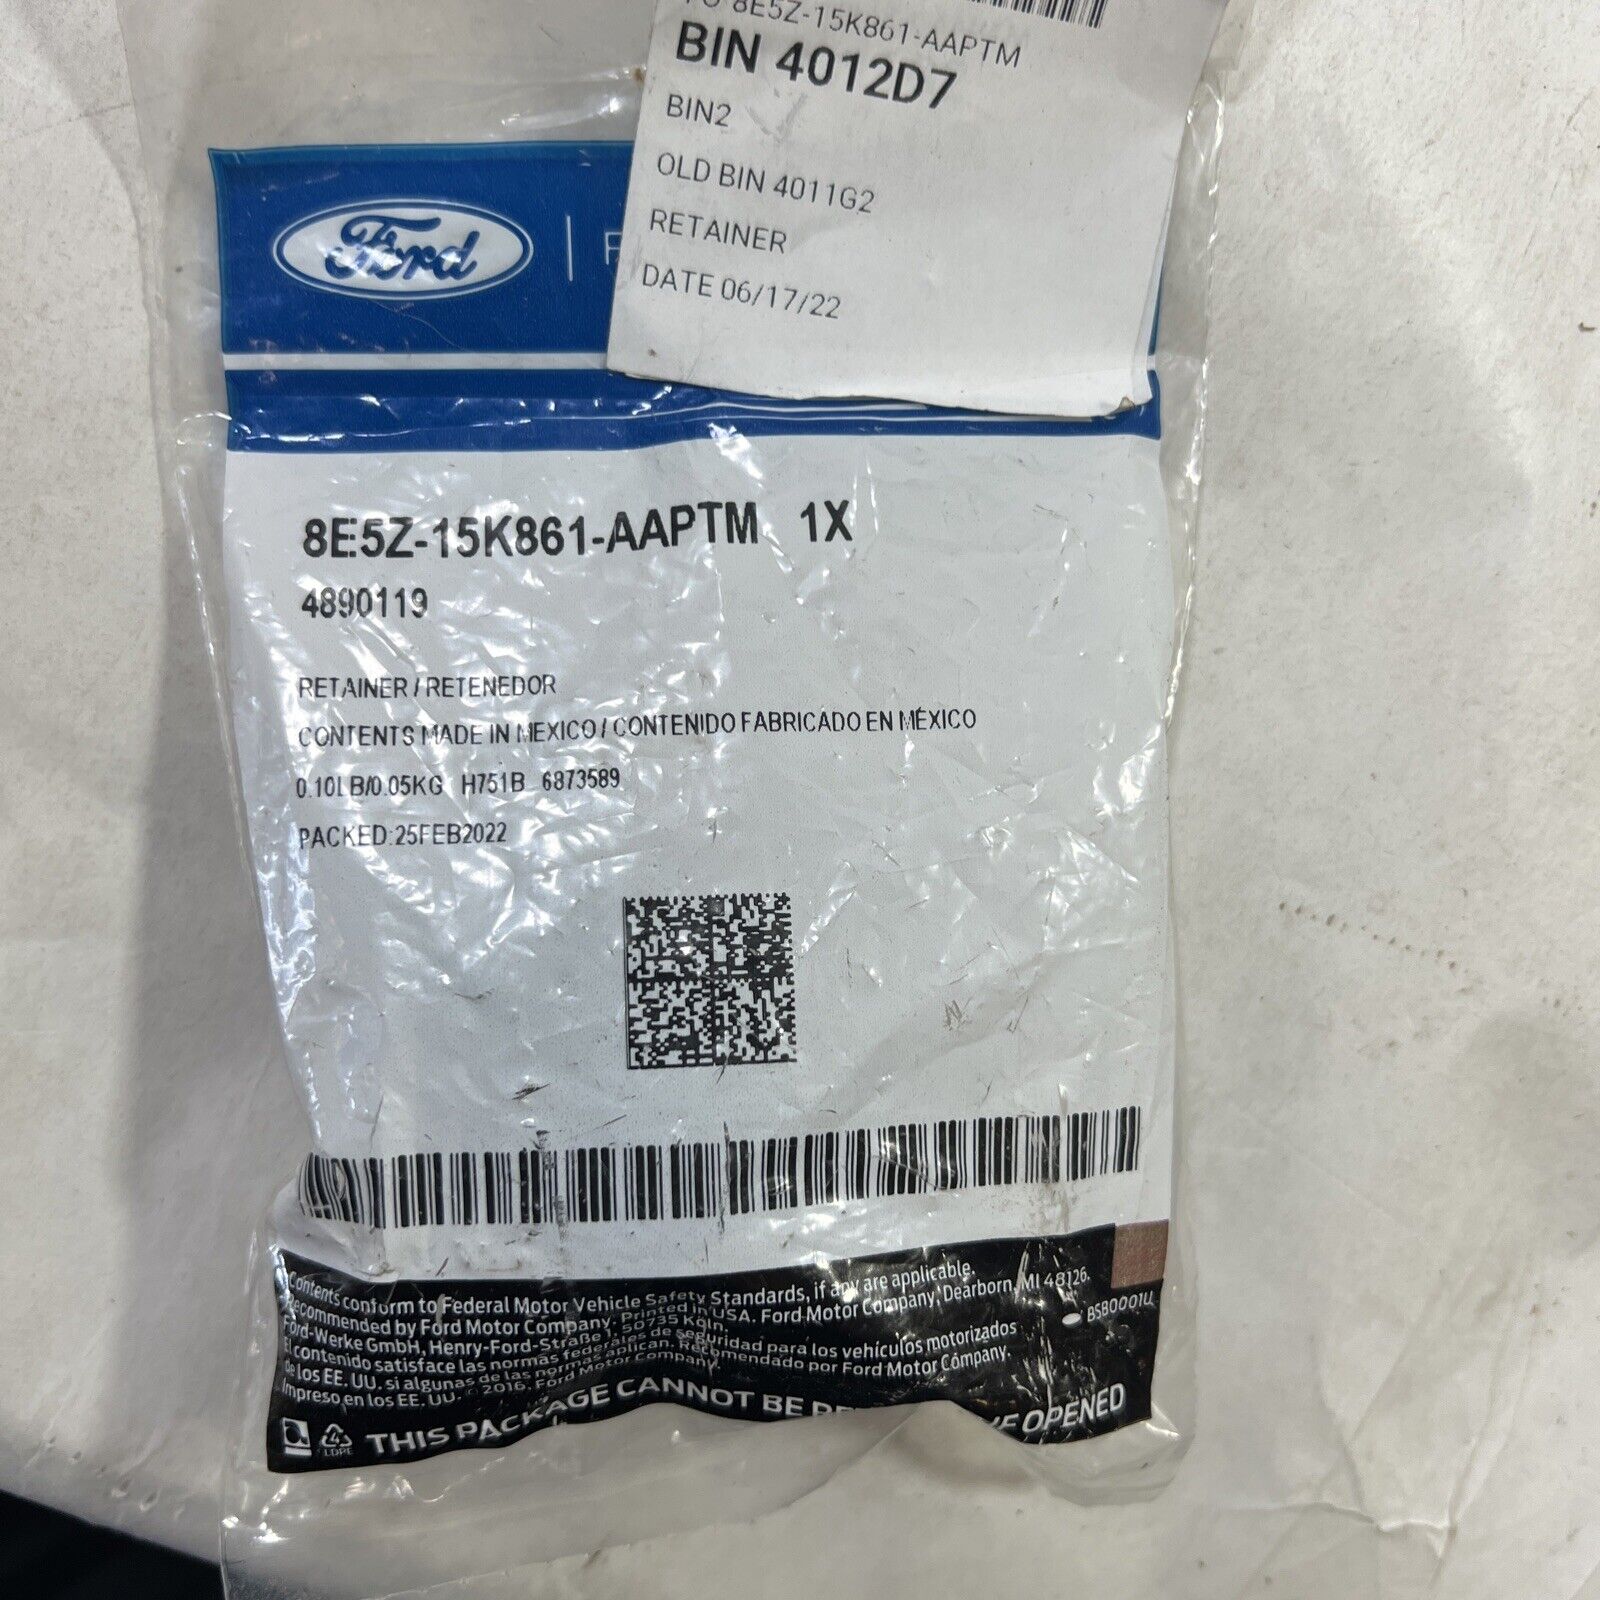 8E5Z-15K861-AAPTM
BIN 4012D7
BIN2
OLD BIN 4011G2
RETAINER
DATE 06/17/22
Ford
8E5Z-15K861-AAPTM 1X
4890119
RETAINER / RETENEDOR
CONTENTS MADE IN MEXICO / CONTENIDO FABRICADO EN MÉXICO
0.10LB/0.05KG H751B 6873589
PACKED:25FEB2022
Contents conform to Federal Motor Vehicle Safety Standards, if any are applicable.
Recommended by Ford Motor Company. Printed in USA. Ford Motor Company, Dearborn, MI 48126.
Ford-Werke GmbH, Henry-Ford-Straße 1, 50735 Köln.
El contenido satisface las normas federales de seguridad para los vehículos motorizados
de los EE. UU. si algunas de las normas aplican. Recomendado por Ford Motor Company.
Impreso en los EE. UU. © 2016, Ford Motor Company.
BSB0001U
4
LDPE
THIS PACKAGE CANNOT BE OPENED